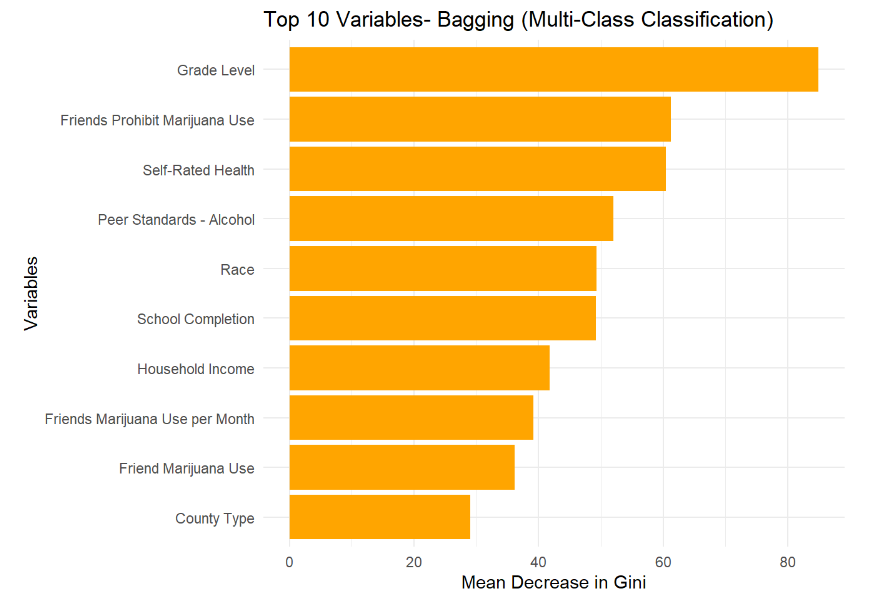 Top 10 Variables- Bagging (Multi-Class Classification)
Variables
Grade Level
Friends Prohibit Marijuana Use
Self-Rated Health
Peer Standards - Alcohol
Race
School Completion
Household Income
Friends Marijuana Use per Month
Friend Marijuana Use
County Type
0 20 40 60 80
Mean Decrease in Gini